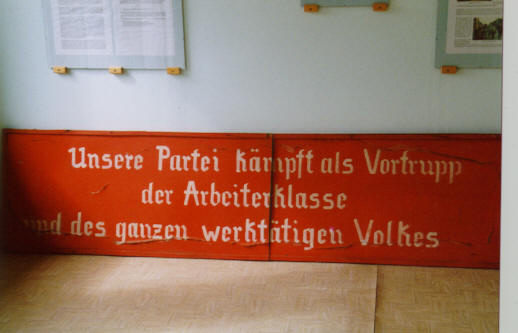 Unsere Partei kämpft als Vortrupp
der Arbeiterklasse
und des ganzen werktätigen Volkes